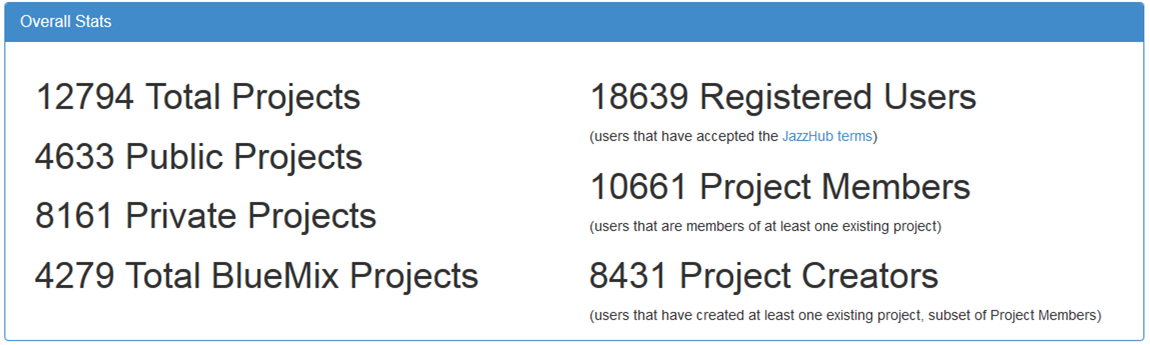 Overall Stats
12794 Total Projects
4633 Public Projects
8161 Private Projects
4279 Total BlueMix Projects
18639 Registered Users
(users that have accepted the JazzHub terms)
10661 Project Members
(users that are members of at least one existing project)
8431 Project Creators
(users that have created at least one existing project, subset of Project Members)